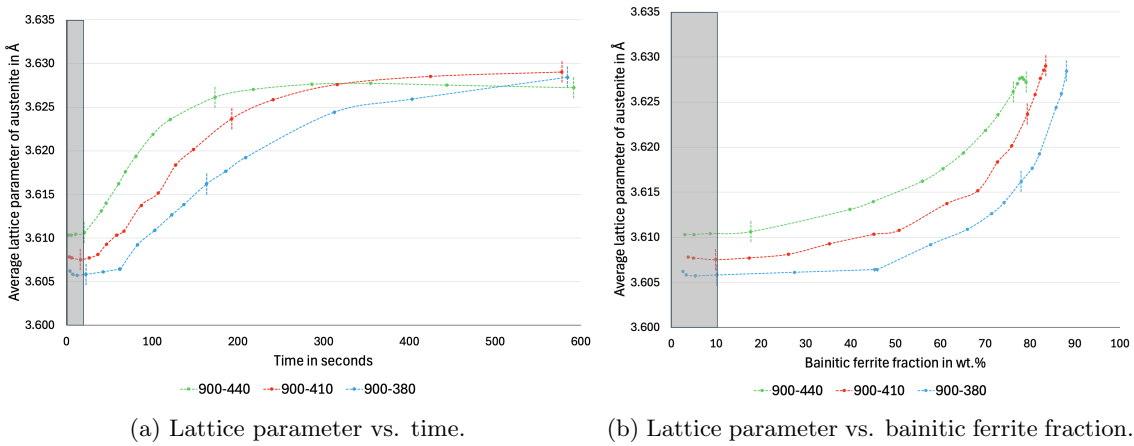 Average lattice parameter of austenite in Å
3.635
3.630
3.625
3.620
3.615
3.610
3.605
3.600
0 100 200 300 400 500 600
Time in seconds
900-440 900-410 900-380
(a) Lattice parameter vs. time.
Average lattice parameter of austenite in Å
3.635
3.630
3.625
3.620
3.615
3.610
3.605
3.600
0 10 20 30 40 50 60 70 80 90 100
Bainitic ferrite fraction in wt.%
900-440 900-410 900-380
(b) Lattice parameter vs. bainitic ferrite fraction.